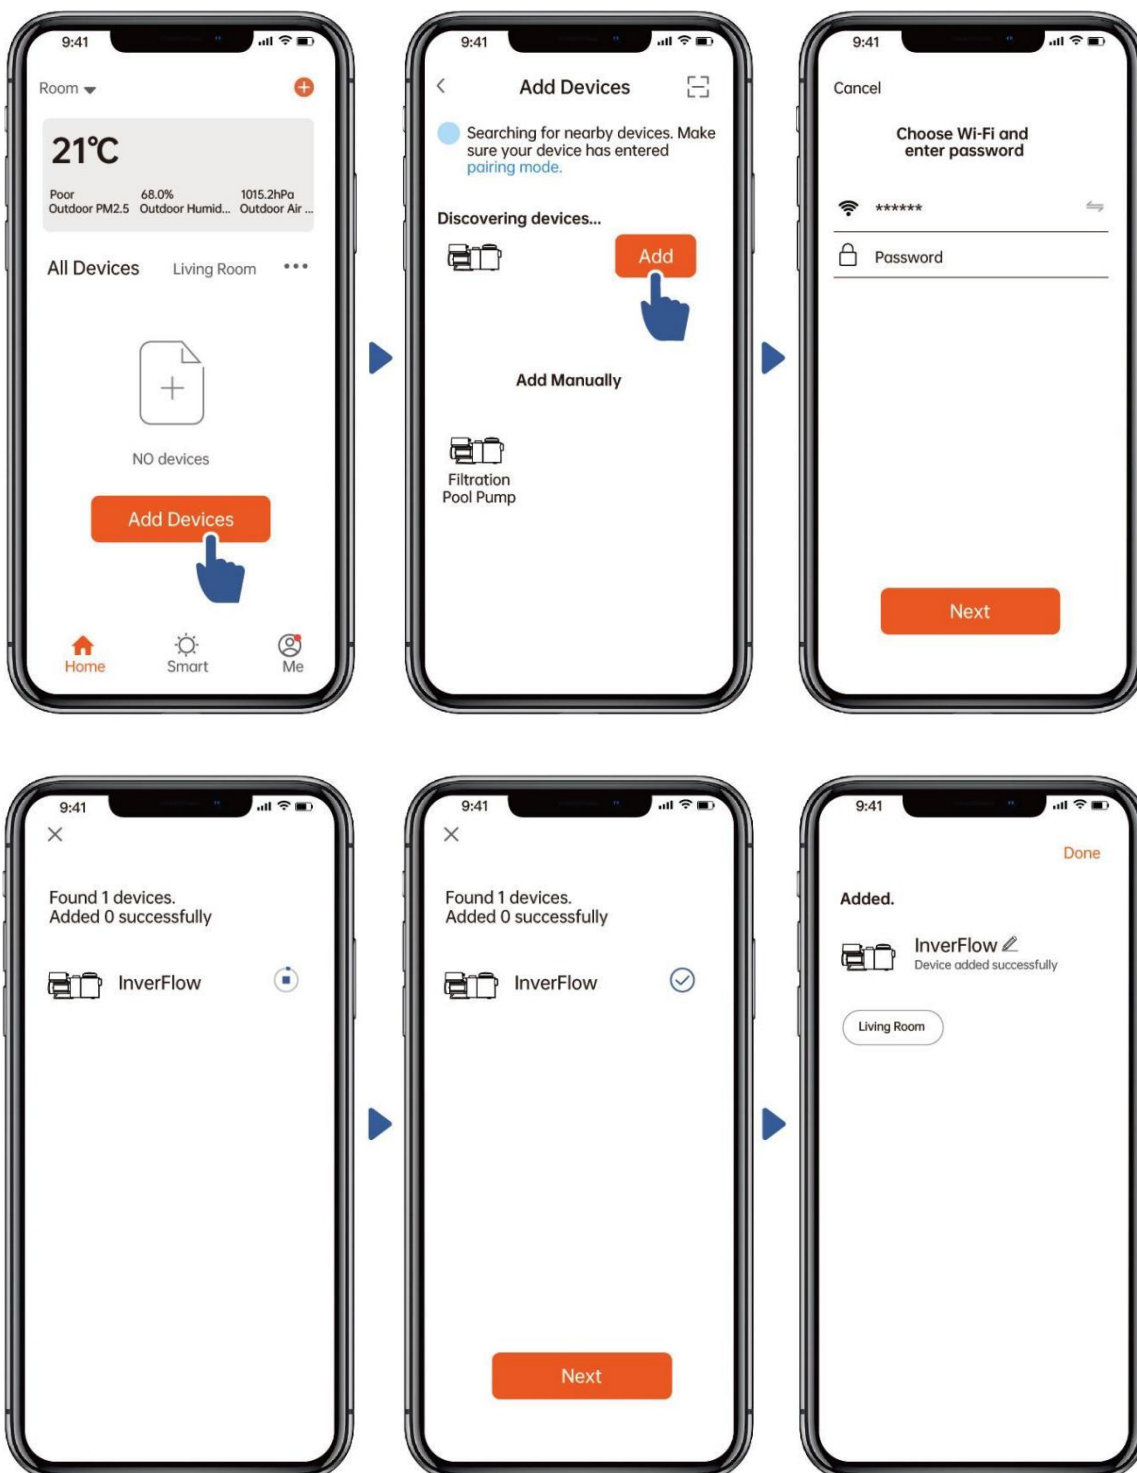 9:41
Room
21°C
Poor 68.0% 1015.2hPa
Outdoor PM2.5 Outdoor Humid... Outdoor Air ...
All Devices Living Room
NO devices
Add Devices
Home Smart Me
9:41
Add Devices
Searching for nearby devices. Make
sure your device has entered
pairing mode.
Discovering devices...
Add
Add Manually
Filtration
Pool Pump
9:41
Cancel
Choose Wi-Fi and
enter password
******
Password
Next
9:41
Found 1 devices.
Added 0 successfully
InverFlow
9:41
Found 1 devices.
Added 0 successfully
InverFlow
Next
9:41
Done
Added.
InverFlow
Device added successfully
Living Room